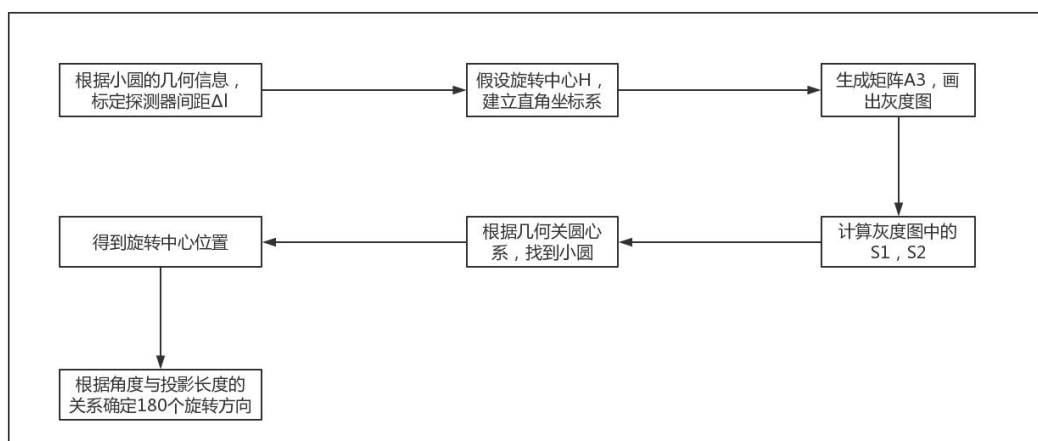 根据小圆的几何信息，
标定探测器间距Δl
假设旋转中心H，
建立直角坐标系
生成矩阵A3，画
出灰度图
计算灰度图中的
S1，S2
根据几何关圆心
系，找到小圆
得到旋转中心位置
根据角度与投影长度的
关系确定180个旋转方向